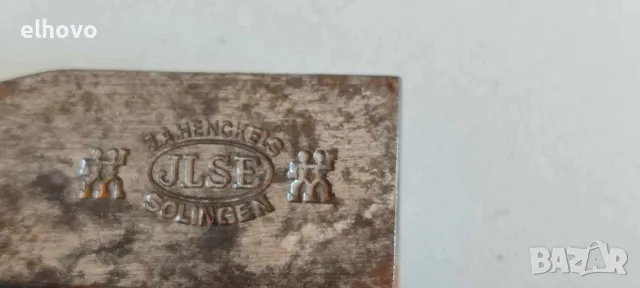 elhovo
J.A.HENCKELS
JLSE
SOLINGEN
BAZAR